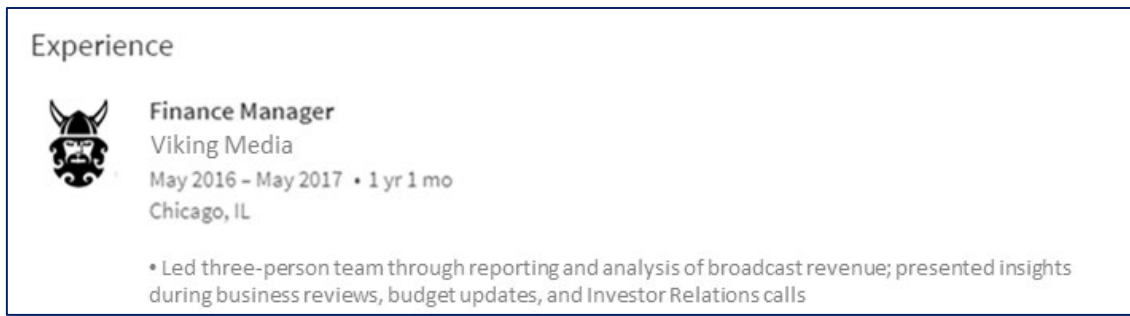 Experience
Finance Manager
Viking Media
May 2016 – May 2017 • 1 yr 1 mo
Chicago, IL
• Led three-person team through reporting and analysis of broadcast revenue; presented insights
during business reviews, budget updates, and Investor Relations calls